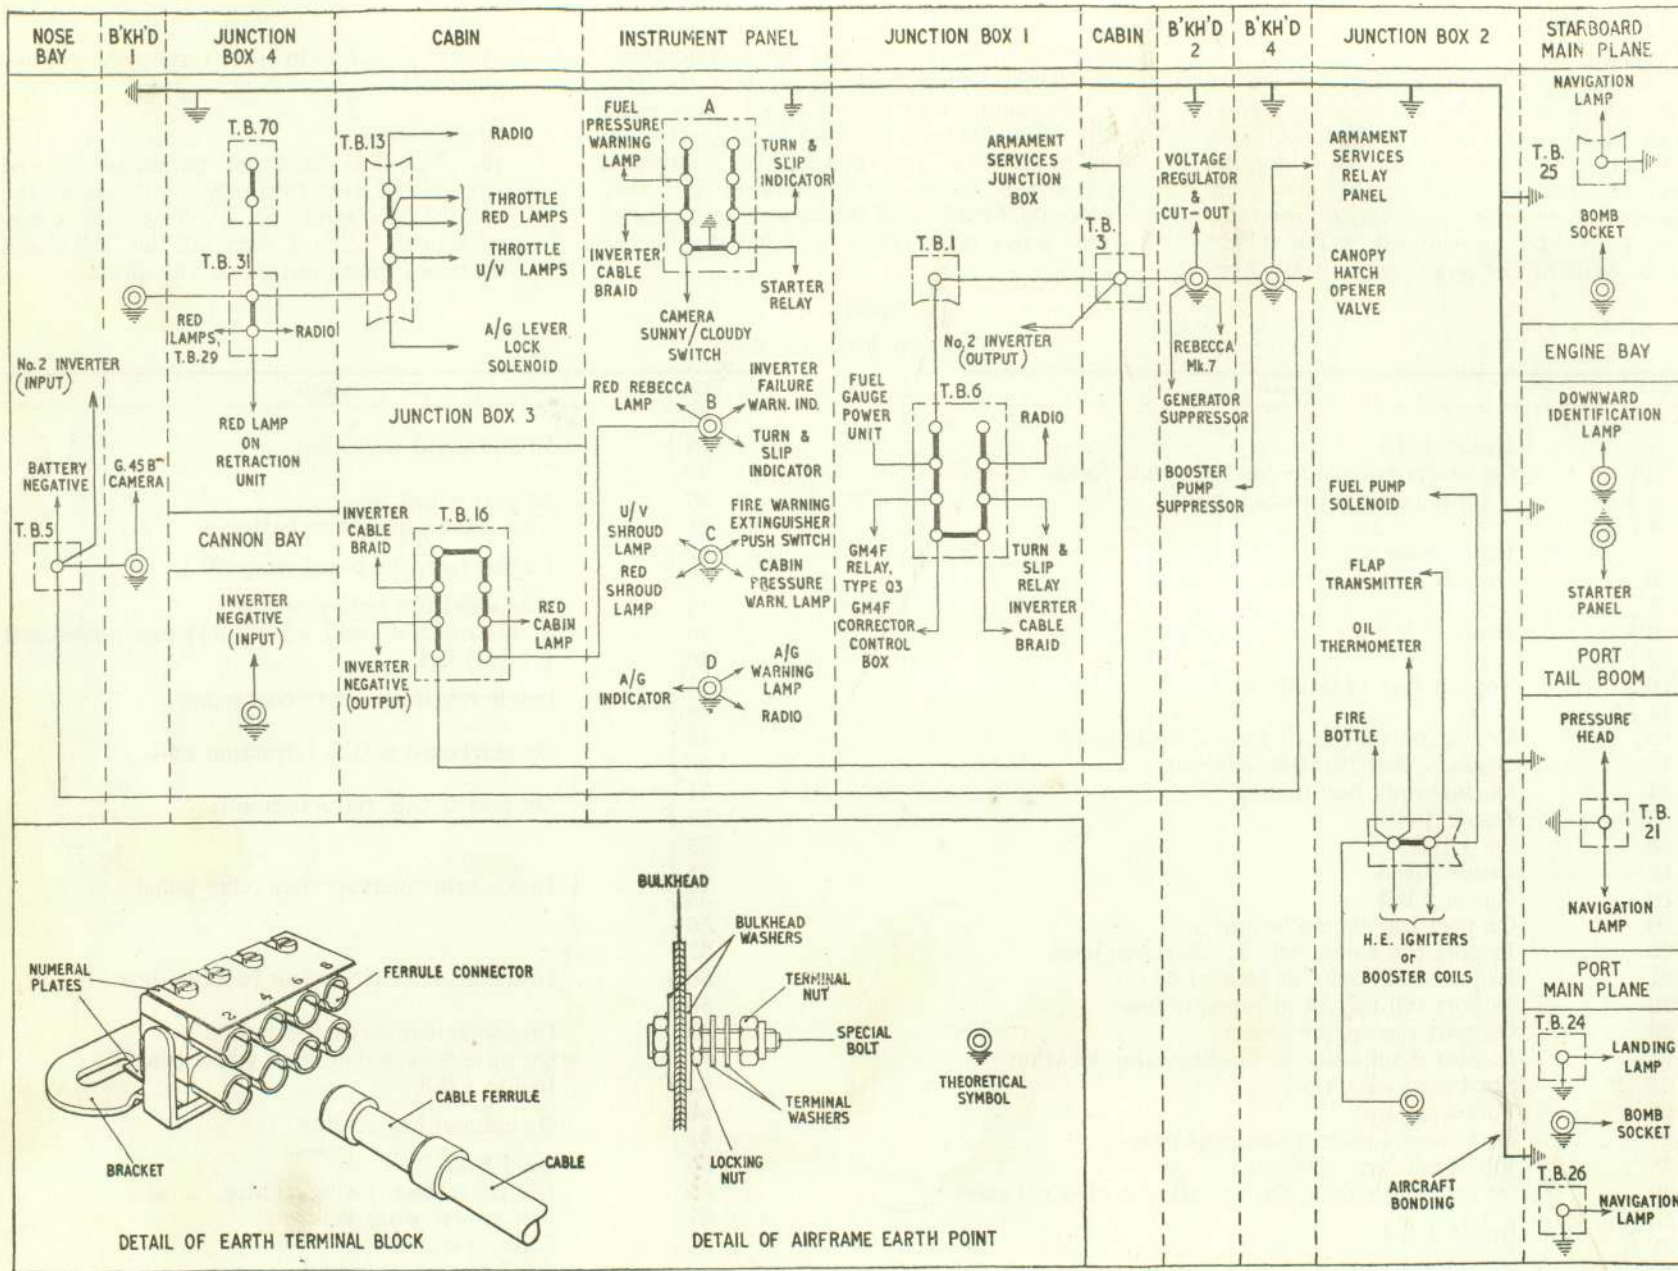 NOSE
BAY
B'KH'D
1
JUNCTION
BOX 4
CABIN
INSTRUMENT PANEL
JUNCTION BOX 1
CABIN
B'KH'D
2
B'KH'D
4
JUNCTION BOX 2
STARBOARD
MAIN PLANE
No.2 INVERTER
(INPUT)
BATTERY
NEGATIVE
T.B.5
G.45 B
CAMERA
T.B.70
T.B.31
RED
LAMPS,
T.B.29
RADIO
RED LAMP
ON
RETRACTION
UNIT
CANNON BAY
INVERTER
NEGATIVE
(INPUT)
T.B.13
RADIO
THROTTLE
RED LAMPS
THROTTLE
U/V LAMPS
A/G LEVER
LOCK
SOLENOID
JUNCTION BOX 3
INVERTER
CABLE
BRAID
T.B.16
RED
CABIN
LAMP
INVERTER
NEGATIVE
(OUTPUT)
FUEL
PRESSURE
WARNING
LAMP
A
TURN &
SLIP
INDICATOR
INVERTER
CABLE
BRAID
STARTER
RELAY
CAMERA
SUNNY/CLOUDY
SWITCH
RED REBECCA
LAMP
B
INVERTER
FAILURE
WARN. IND.
TURN &
SLIP
INDICATOR
U/V
SHROUD
LAMP
C
FIRE WARNING
EXTINGUISHER
PUSH SWITCH
RED
SHROUD
LAMP
CABIN
PRESSURE
WARN. LAMP
A/G
INDICATOR
D
A/G
WARNING
LAMP
RADIO
ARMAMENT
SERVICES
JUNCTION
BOX
T.B.1
T.B.
3
No.2 INVERTER
(OUTPUT)
FUEL
GAUGE
POWER
UNIT
T.B.6
RADIO
GM4F
RELAY,
TYPE Q3
TURN &
SLIP
RELAY
GM4F
CORRECTOR
CONTROL
BOX
INVERTER
CABLE
BRAID
VOLTAGE
REGULATOR
&
CUT-OUT
REBECCA
Mk.7
GENERATOR
SUPPRESSOR
BOOSTER
PUMP
SUPPRESSOR
ARMAMENT
SERVICES
RELAY
PANEL
CANOPY
HATCH
OPENER
VALVE
FUEL PUMP
SOLENOID
FLAP
TRANSMITTER
OIL
THERMOMETER
FIRE
BOTTLE
H.E. IGNITERS
or
BOOSTER COILS
AIRCRAFT
BONDING
NAVIGATION
LAMP
T.B.
25
BOMB
SOCKET
ENGINE BAY
DOWNWARD
IDENTIFICATION
LAMP
STARTER
PANEL
PORT
TAIL BOOM
PRESSURE
HEAD
T.B.
21
NAVIGATION
LAMP
PORT
MAIN PLANE
T.B.24
LANDING
LAMP
BOMB
SOCKET
T.B.26
NAVIGATION
LAMP
NUMERAL
PLATES
2
4
6
8
FERRULE CONNECTOR
CABLE FERRULE
CABLE
BRACKET
DETAIL OF EARTH TERMINAL BLOCK
BULKHEAD
BULKHEAD
WASHERS
TERMINAL
NUT
SPECIAL
BOLT
TERMINAL
WASHERS
LOCKING
NUT
THEORETICAL
SYMBOL
DETAIL OF AIRFRAME EARTH POINT